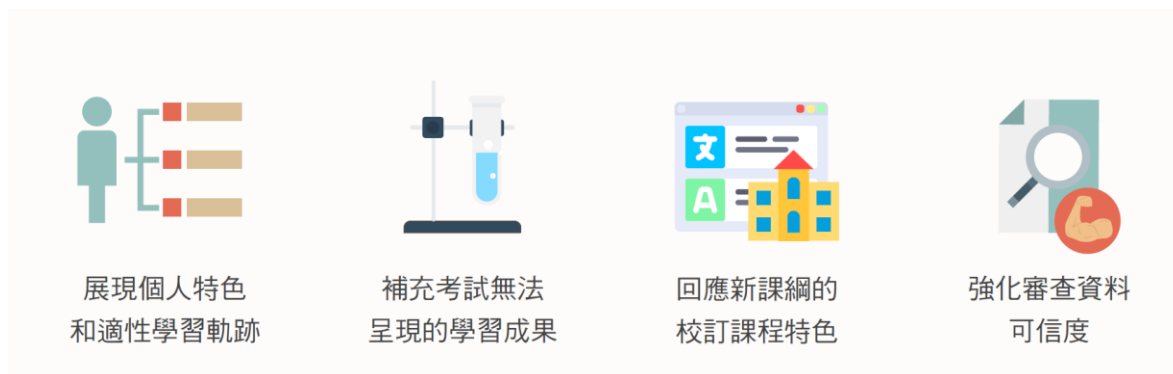 展現個人特色
和適性學習軌跡
補充考試無法
呈現的學習成果
文
A
回應新課綱的
校訂課程特色
強化審查資料
可信度